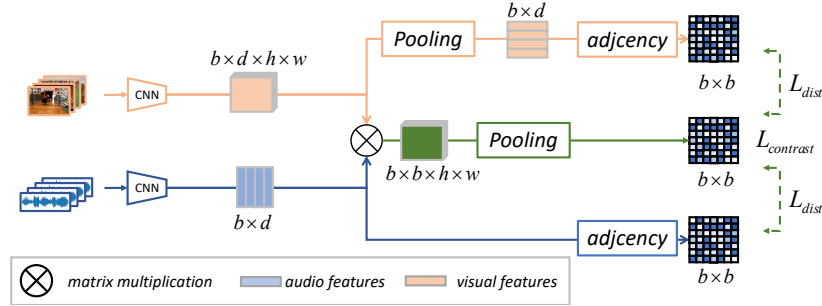 b×d
Pooling
adjcency
b×d×h×w
CNN
b×b
L_dist
Pooling
L_contrast
b×b×h×w
b×b
CNN
L_dist
b×d
adjcency
b×b
matrix multiplication
audio features
visual features